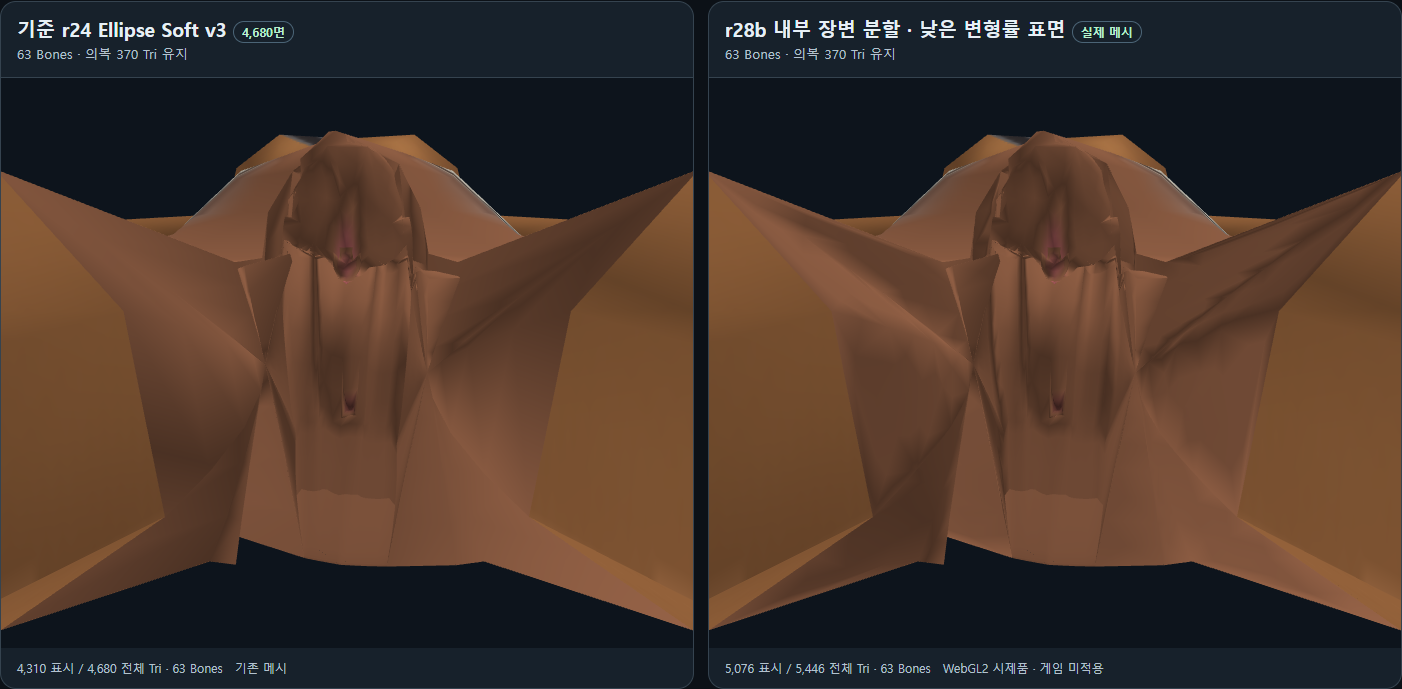 기준 r24 Ellipse Soft v3 4,680면
63 Bones · 의복 370 Tri 유지
4,310 표시 / 4,680 전체 Tri · 63 Bones 기존 메시
r28b 내부 장변 분할 · 낮은 변형률 표면 실제 메시
63 Bones · 의복 370 Tri 유지
5,076 표시 / 5,446 전체 Tri · 63 Bones WebGL2 시제품 · 게임 미적용